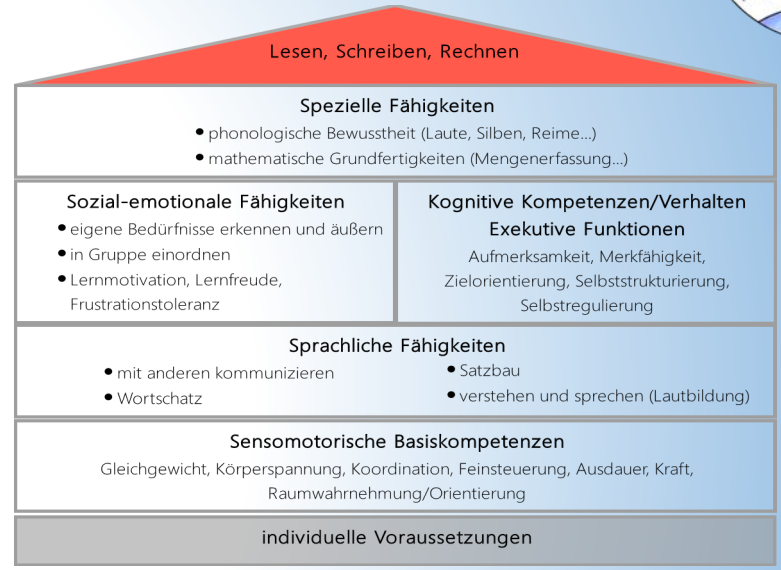 Lesen, Schreiben, Rechnen
Spezielle Fähigkeiten
• phonologische Bewusstheit (Laute, Silben, Reime...)
• mathematische Grundfertigkeiten (Mengenerfassung...)
Sozial-emotionale Fähigkeiten
• eigene Bedürfnisse erkennen und äußern
• in Gruppe einordnen
• Lernmotivation, Lernfreude,
Frustrationstoleranz
Kognitive Kompetenzen/Verhalten
Exekutive Funktionen
Aufmerksamkeit, Merkfähigkeit,
Zielorientierung, Selbststrukturierung,
Selbstregulierung
Sprachliche Fähigkeiten
• mit anderen kommunizieren
• Wortschatz
• Satzbau
• verstehen und sprechen (Lautbildung)
Sensomotorische Basiskompetenzen
Gleichgewicht, Körperspannung, Koordination, Feinsteuerung, Ausdauer, Kraft,
Raumwahrnehmung/Orientierung
individuelle Voraussetzungen